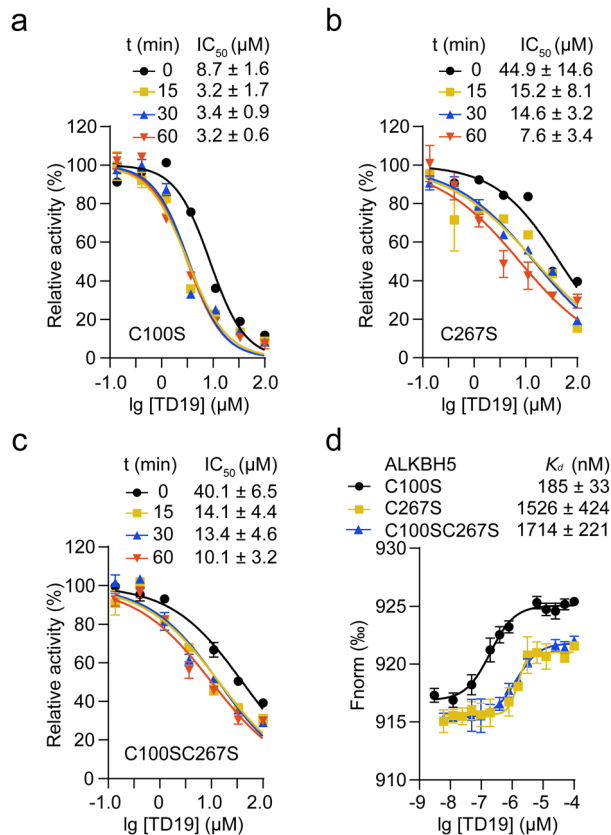 a
t (min) IC50 (µM)
0 8.7 ± 1.6
15 3.2 ± 1.7
30 3.4 ± 0.9
60 3.2 ± 0.6
Relative activity (%)
120
100
80
60
40
20
0
C100S
-1.0 0.1 1.0 2.0
lg [TD19] (µM)
b
t (min) IC50 (µM)
0 44.9 ± 14.6
15 15.2 ± 8.1
30 14.6 ± 3.2
60 7.6 ± 3.4
Relative activity (%)
120
100
80
60
40
20
0
C267S
-1.0 0.1 1.0 2.0
lg [TD19] (µM)
c
t (min) IC50 (µM)
0 40.1 ± 6.5
15 14.1 ± 4.4
30 13.4 ± 4.6
60 10.1 ± 3.2
Relative activity (%)
120
100
80
60
40
20
0
C100SC267S
-1.0 0.1 1.0 2.0
lg [TD19] (µM)
d
ALKBH5 Kd (nM)
C100S 185 ± 33
C267S 1526 ± 424
C100SC267S 1714 ± 221
Fnorm (‰)
930
925
920
915
910
-9 -8 -7 -6 -5 -4
lg [TD19] (µM)